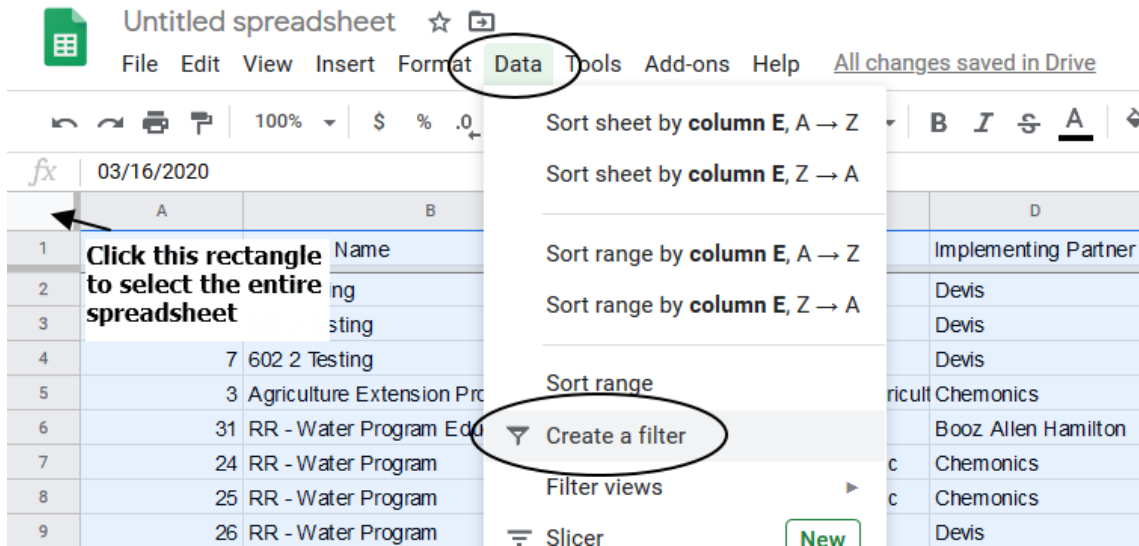 Untitled spreadsheet
File Edit View Insert Format Data Tools Add-ons Help All changes saved in Drive
100% $ % .0
B I S A
Sort sheet by column E, A → Z
Sort sheet by column E, Z → A
Sort range by column E, A → Z
Sort range by column E, Z → A
Sort range
Create a filter
Filter views
Slicer New
fx 03/16/2020
A B D
Click this rectangle
to select the entire
spreadsheet
1 Name Implementing Partner
2 ing Devis
3 sting Devis
4 7 602 2 Testing Devis
5 3 Agriculture Extension Pro ricult Chemonics
6 31 RR - Water Program Edu Booz Allen Hamilton
7 24 RR - Water Program c Chemonics
8 25 RR - Water Program c Chemonics
9 26 RR - Water Program Devis